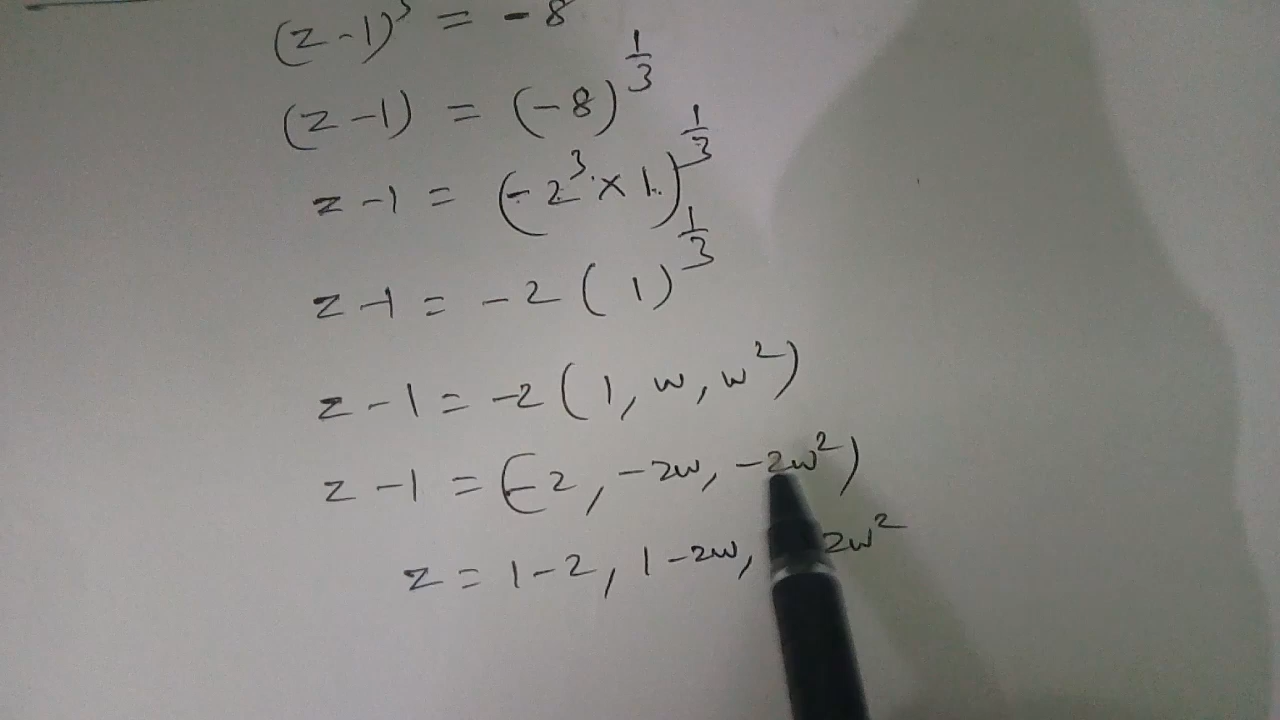 (z-1)³ = -8
(z-1) = (-8)^1/3
z-1 = (-2³×1)^1/3
z-1 = -2(1)^1/3
z-1 = -2(1, w, w²)
z-1 = (-2, -2w, -2w²)
z = 1-2, 1-2w, 2w²